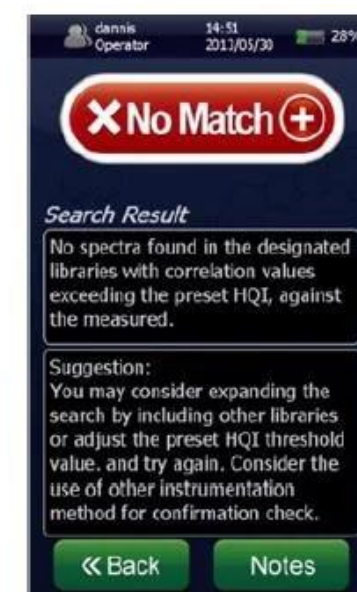 dannis 14:51
Operator 2013/05/30 28%
No Match
Search Result
No spectra found in the designated
libraries with correlation values
exceeding the preset HQI, against
the measured.
Suggestion:
You may consider expanding the
search by including other libraries
or adjust the preset HQI threshold
value. and try again. Consider the
use of other instrumentation
method for confirmation check.
« Back Notes